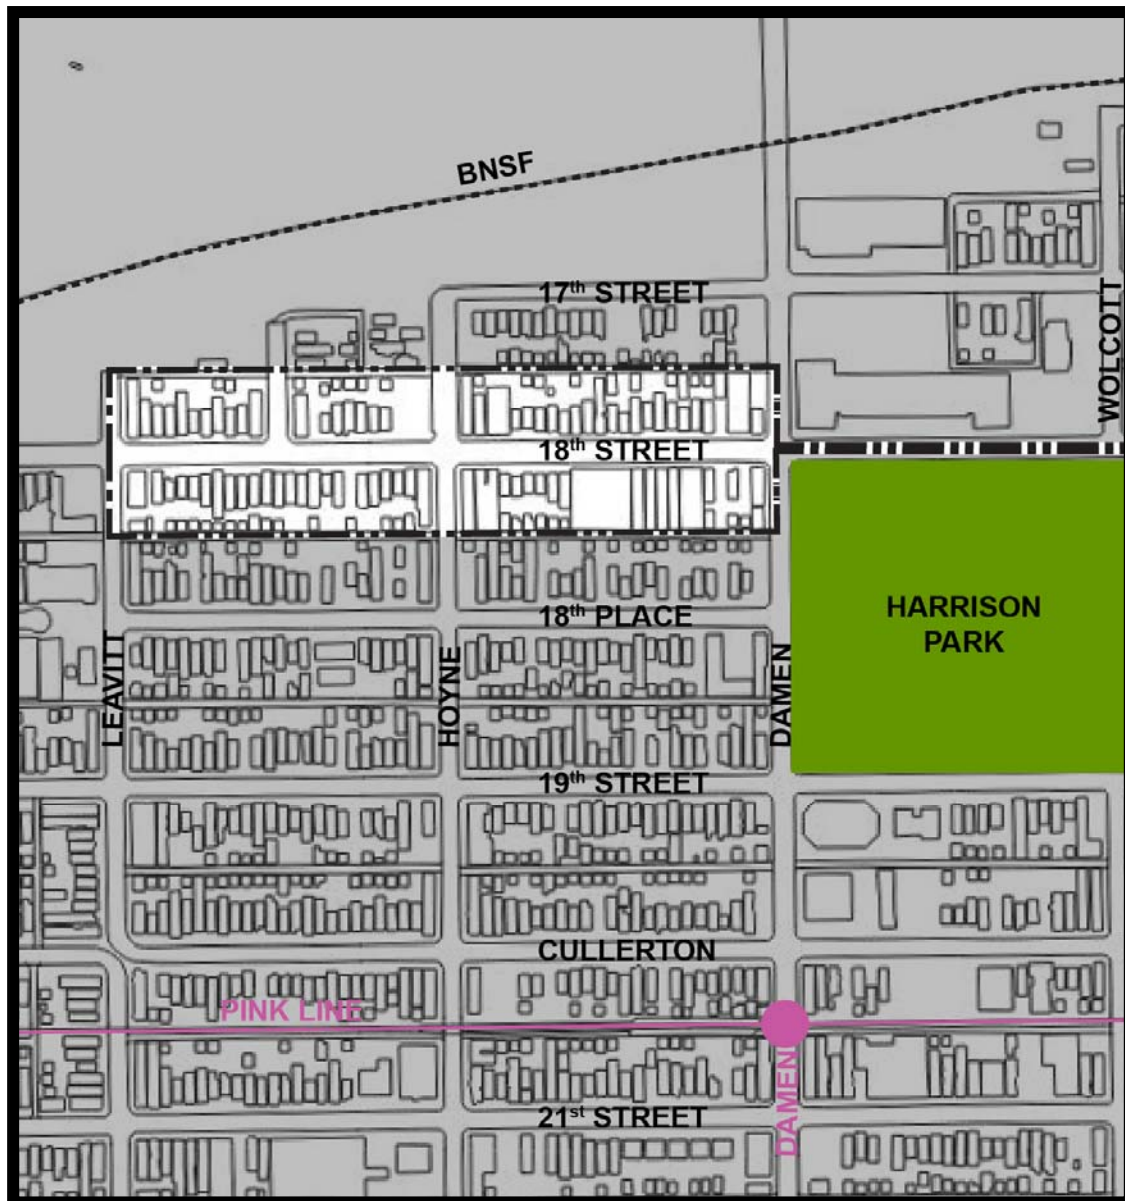 BNSF
17th STREET
WOLCOTT
18th STREET
HARRISON
PARK
18th PLACE
LEAVITT
HOYNE
DAMEN
19th STREET
CULLERTON
PINK LINE
DAMEN
21st STREET